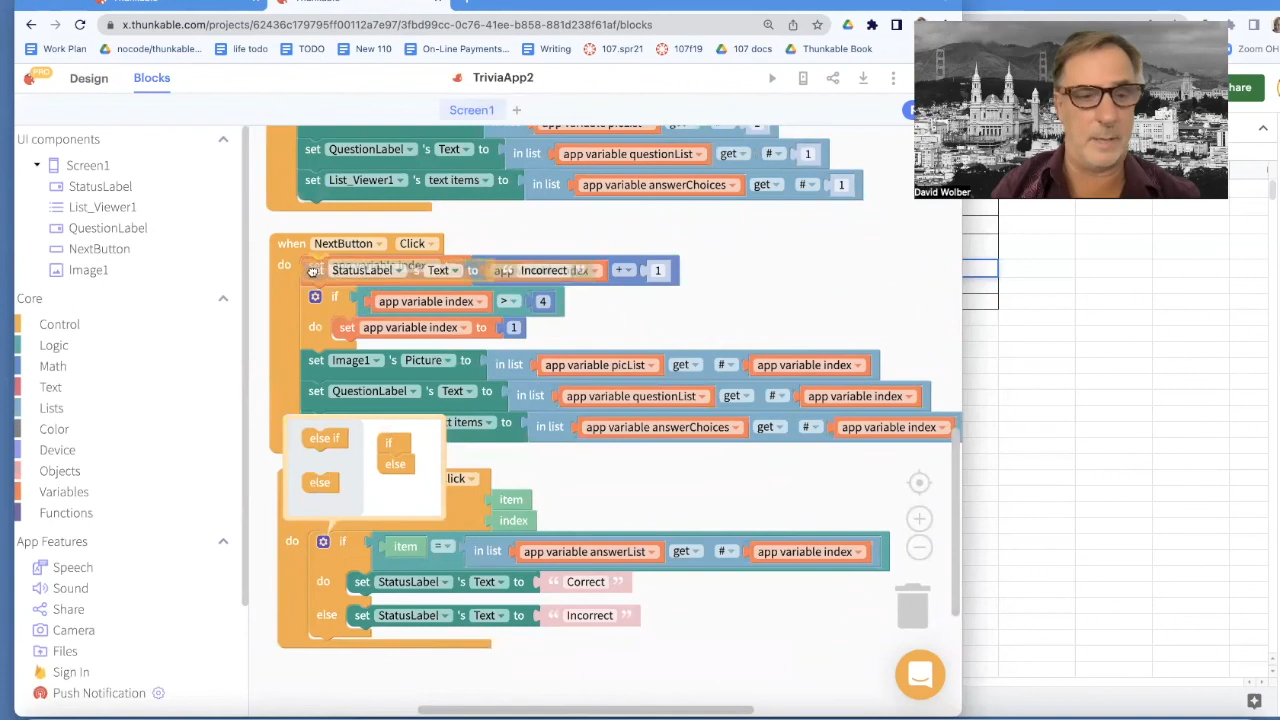 x.thunkable.com/projects/62436c179795ff00112a7e97/3fbd99cc-0c76-41ee-b858-881d238f61af/blocks
Work Plan
nocode/thunkable...
life todo
TODO
New 110
On-Line Payments...
Writing
107.spr21
107f19
107 docs
Thunkable Book
Zoom OH
PRO
Design
Blocks
TriviaApp2
hare
Screen1 +
David Wolber
UI components
Screen1
StatusLabel
List_Viewer1
QuestionLabel
NextButton
Image1
Core
Control
Logic
Math
Text
Lists
Color
Device
Objects
Variables
Functions
App Features
Speech
Sound
Share
Camera
Files
Sign In
Push Notification
set QuestionLabel 's Text to in list app variable questionList get # 1
set List_Viewer1 's text items to in list app variable answerChoices get # 1
when NextButton Click
do set StatusLabel 's Text to “ Incorrect + 1
if app variable index > 4
do set app variable index to 1
set Image1 's Picture to in list app variable picList get # app variable index
set QuestionLabel 's Text to in list app variable questionList get # app variable index
t items to in list app variable answerChoices get # app variable index
else if
else
if
else
lick
item
index
do if item = in list app variable answerList get # app variable index
do set StatusLabel 's Text to “ Correct ”
else set StatusLabel 's Text to “ Incorrect ”